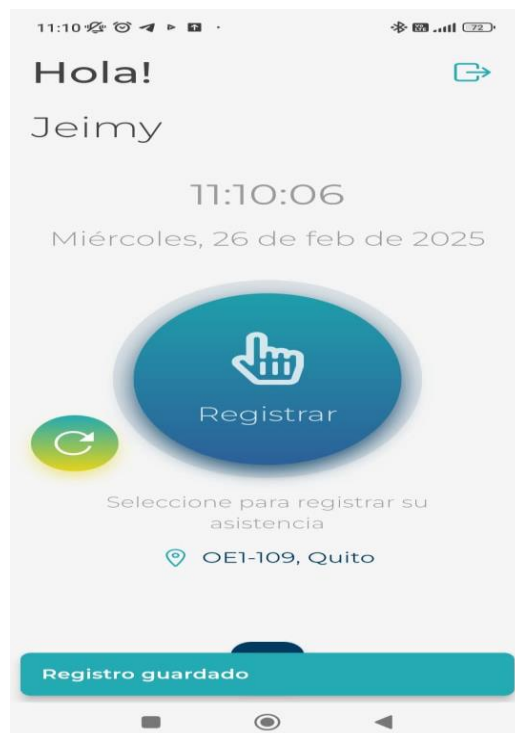 11:10
72
Hola!
Jeimy
11:10:06
Miércoles, 26 de feb de 2025
Registrar
Seleccione para registrar su
asistencia
OE1-109, Quito
Registro guardado